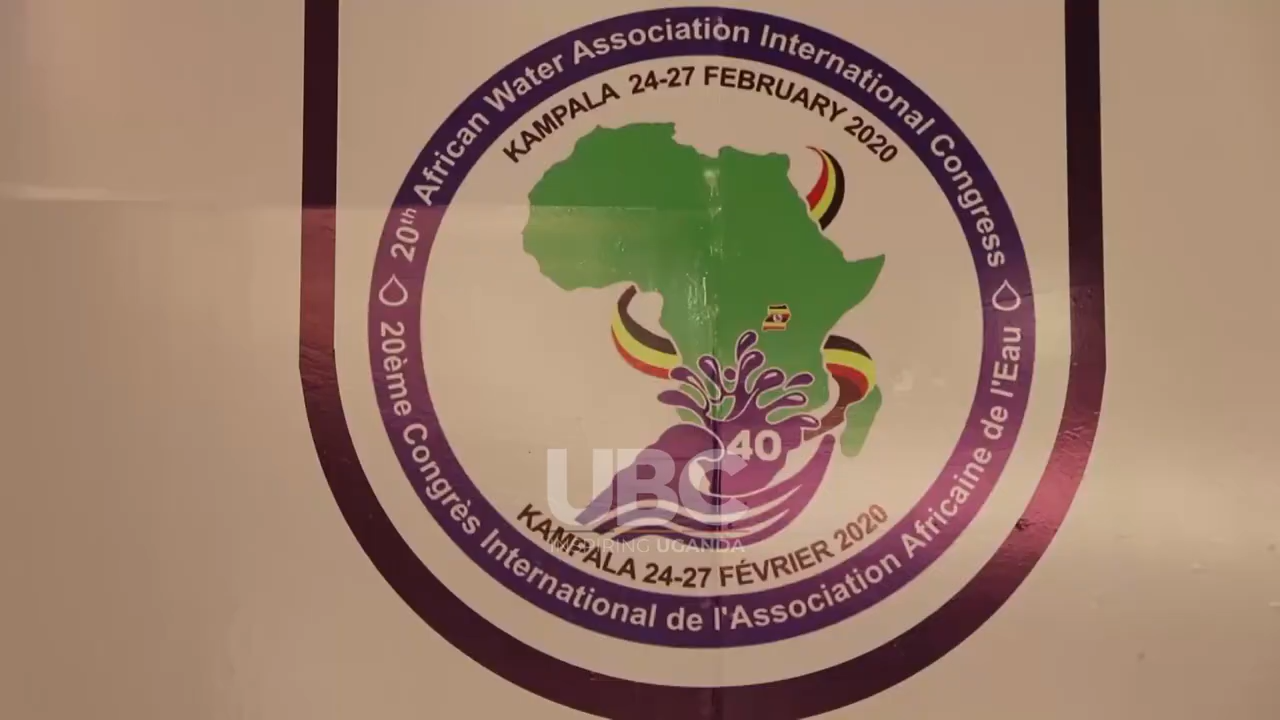 20th African Water Association International Congress
KAMPALA 24-27 FEBRUARY 2020
40
UBC
INSPIRING UGANDA
KAMPALA 24-27 FÉVRIER 2020
20ème Congrès International de l'Association Africaine de l'Eau